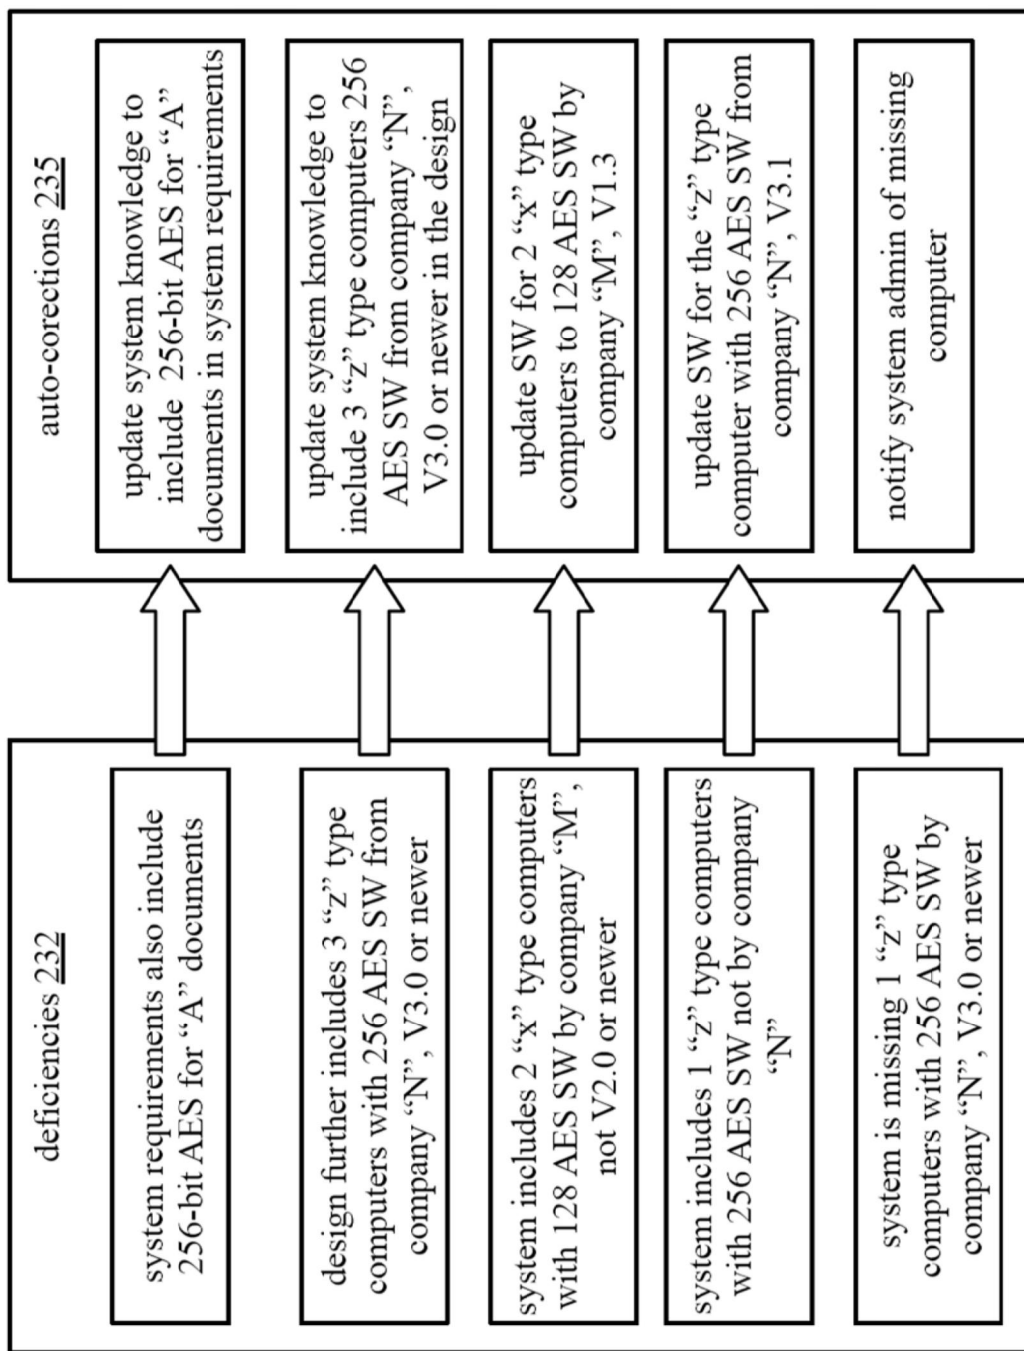 deficiencies 232
system requirements also include
256-bit AES for “A” documents
design further includes 3 “z” type
computers with 256 AES SW from
company “N”, V3.0 or newer
system includes 2 “x” type computers
with 128 AES SW by company “M”,
not V2.0 or newer
system includes 1 “z” type computers
with 256 AES SW not by company
“N”
system is missing 1 “z” type
computers with 256 AES SW by
company “N”, V3.0 or newer
auto-corections 235
update system knowledge to
include 256-bit AES for “A”
documents in system requirements
update system knowledge to
include 3 “z” type computers 256
AES SW from company “N”,
V3.0 or newer in the design
update SW for 2 “x” type
computers to 128 AES SW by
company “M”, V1.3
update SW for the “z” type
computer with 256 AES SW from
company “N”, V3.1
notify system admin of missing
computer